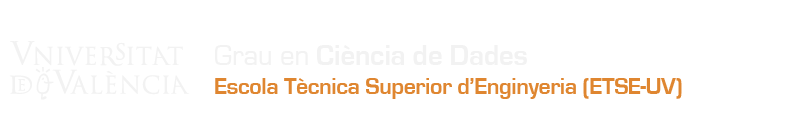 VNIVERSITAT
DE VALÈNCIA
Grau en Ciència de Dades
Escola Tècnica Superior d'Enginyeria (ETSE-UV)